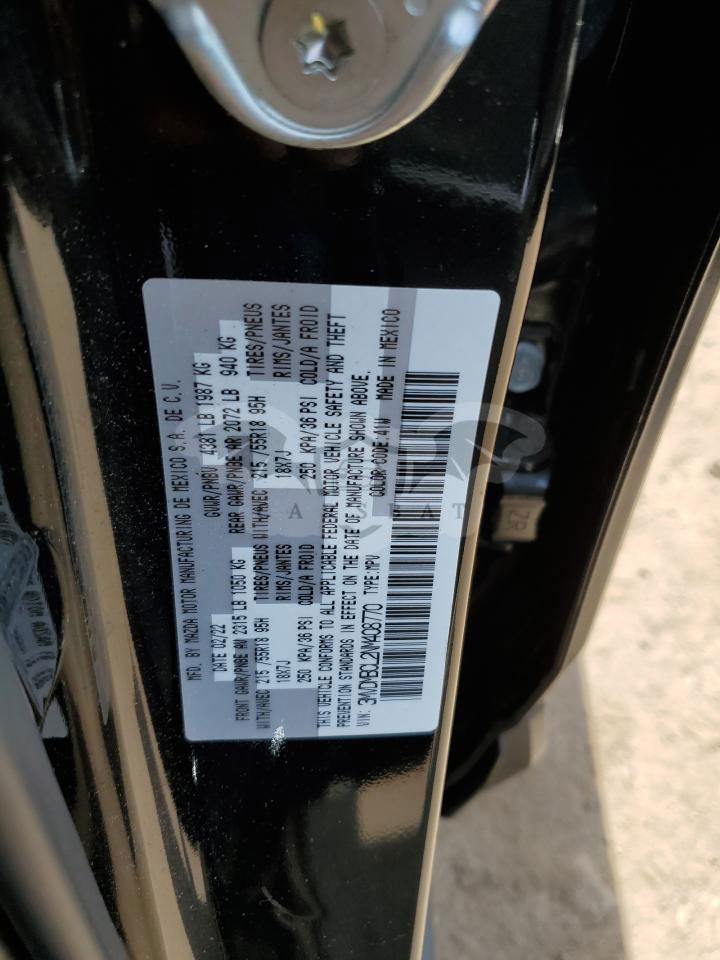 MFD. BY MAZDA MOTOR MANUFACTURING DE MEXICO S.A. DE C.V.
DATE 02/22 GVWR/PNBV 4381 LB 1987 KG
FRONT GAWR/PNBE AV 2315 LB 1050 KG REAR GAWR/PNBE AR 2072 LB 940 KG
WITH/AVEC 215 /55R18 95H TIRES/PNEUS WITH/AVEC 215 /55R18 95H TIRES/PNEUS
18X7J RIMS/JANTES 18X7J RIMS/JANTES
250 KPA/36 PSI COLD/A FROID 250 KPA/36 PSI COLD/A FROID
THIS VEHICLE CONFORMS TO ALL APPLICABLE FEDERAL MOTOR VEHICLE SAFETY AND THEFT
PREVENTION STANDARDS IN EFFECT ON THE DATE OF MANUFACTURE SHOWN ABOVE.
VIN: 3MVDMBCL2NM408770 TYPE:MPV COLOR CODE:41W MADE IN MEXICO